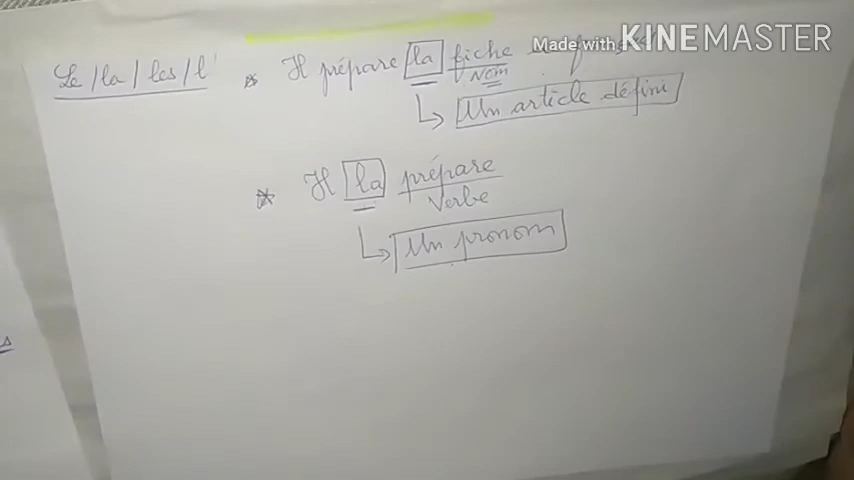 Le / la / les / l'
* Il prépare la fiche
Nom
↳ Un article défini
* Il la prépare
Verbe
↳ Un pronom
Made with KINEMASTER